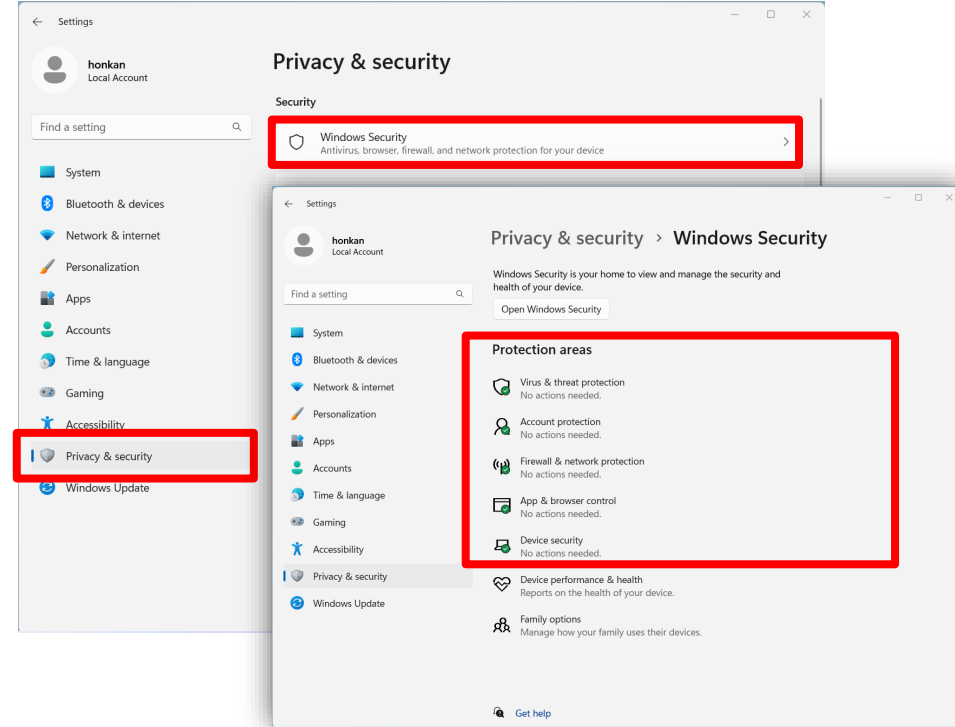 Settings
honkan
Local Account
Find a setting
System
Bluetooth & devices
Network & internet
Personalization
Apps
Accounts
Time & language
Gaming
Accessibility
Privacy & security
Windows Update
Privacy & security
Security
Windows Security
Antivirus, browser, firewall, and network protection for your device
Settings
honkan
Local Account
Find a setting
System
Bluetooth & devices
Network & internet
Personalization
Apps
Accounts
Time & language
Gaming
Accessibility
Privacy & security
Windows Update
Privacy & security > Windows Security
Windows Security is your home to view and manage the security and
health of your device.
Open Windows Security
Protection areas
Virus & threat protection
No actions needed.
Account protection
No actions needed.
Firewall & network protection
No actions needed.
App & browser control
No actions needed.
Device security
No actions needed.
Device performance & health
Reports on the health of your device.
Family options
Manage how your family uses their devices.
Get help